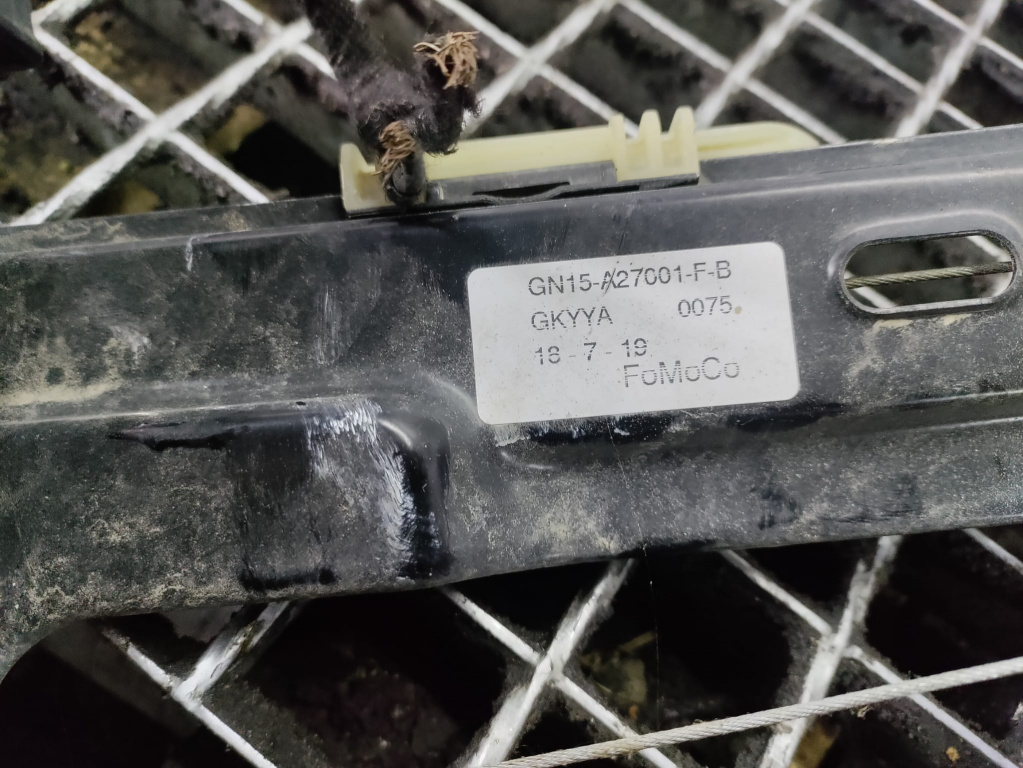 GN15-A27001-F-B
GKYYA 0075
18 - 7 - 19
FoMoCo